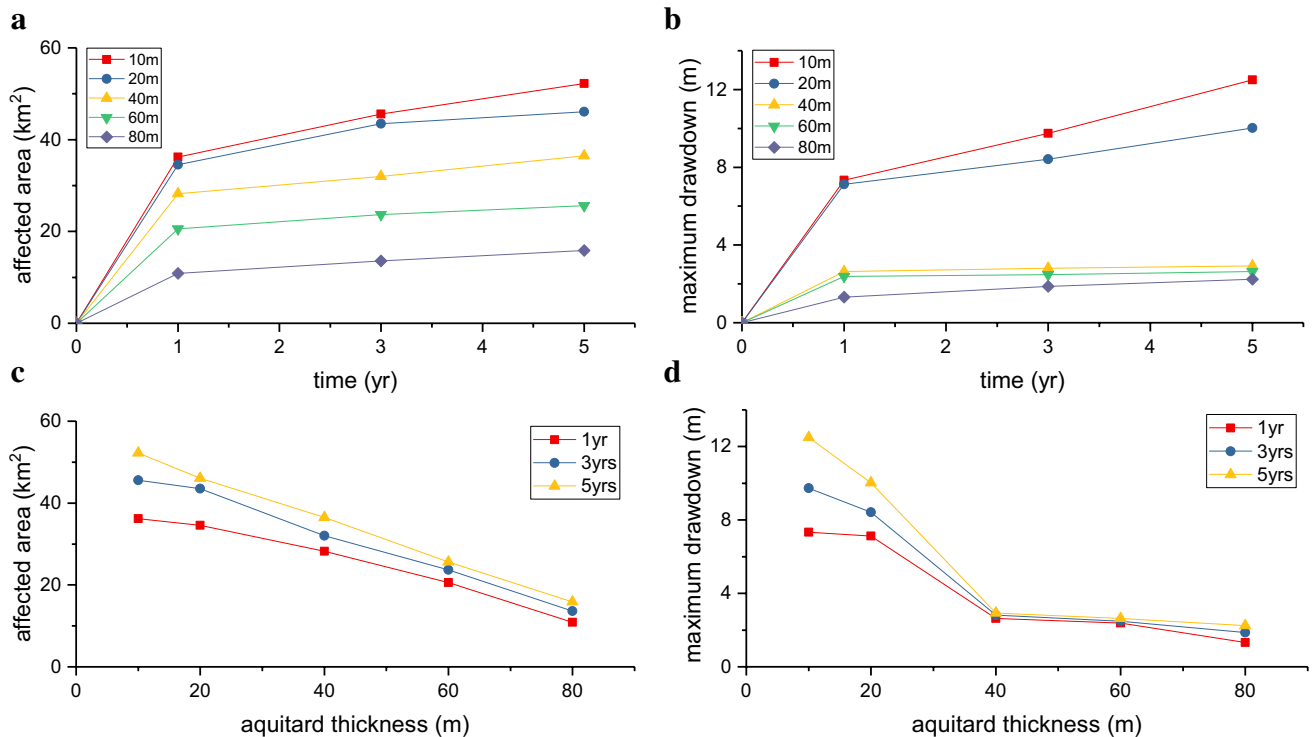 a
affected area (km²)
60
40
20
0
10m
20m
40m
60m
80m
0 1 2 3 4 5
time (yr)
b
maximum drawdown (m)
12
8
4
0
10m
20m
40m
60m
80m
0 1 2 3 4 5
time (yr)
c
affected area (km²)
60
40
20
0
1yr
3yrs
5yrs
0 20 40 60 80
aquitard thickness (m)
d
maximum drawdown (m)
12
8
4
0
1yr
3yrs
5yrs
0 20 40 60 80
aquitard thickness (m)